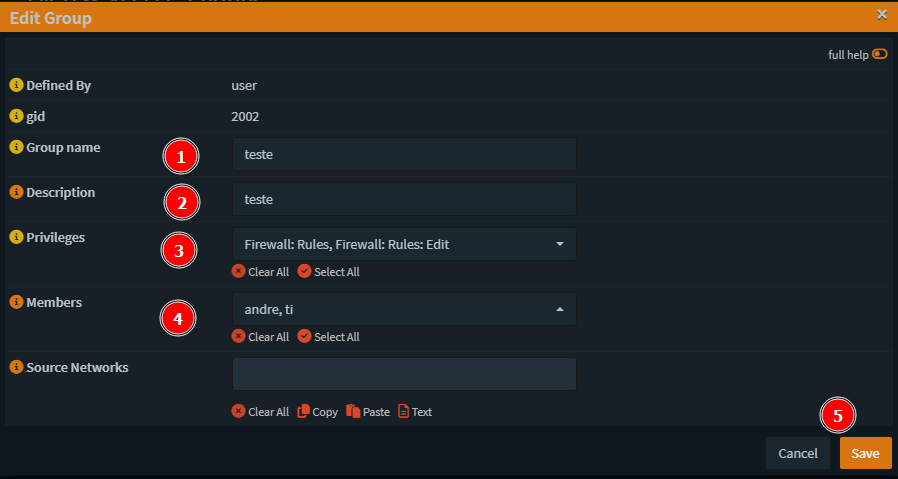 Edit Group
full help
Defined By user
gid 2002
Group name 1 teste
Description 2 teste
Privileges 3 Firewall: Rules, Firewall: Rules: Edit
Clear All Select All
Members 4 andre, ti
Clear All Select All
Source Networks
Clear All Copy Paste Text
5
Cancel Save